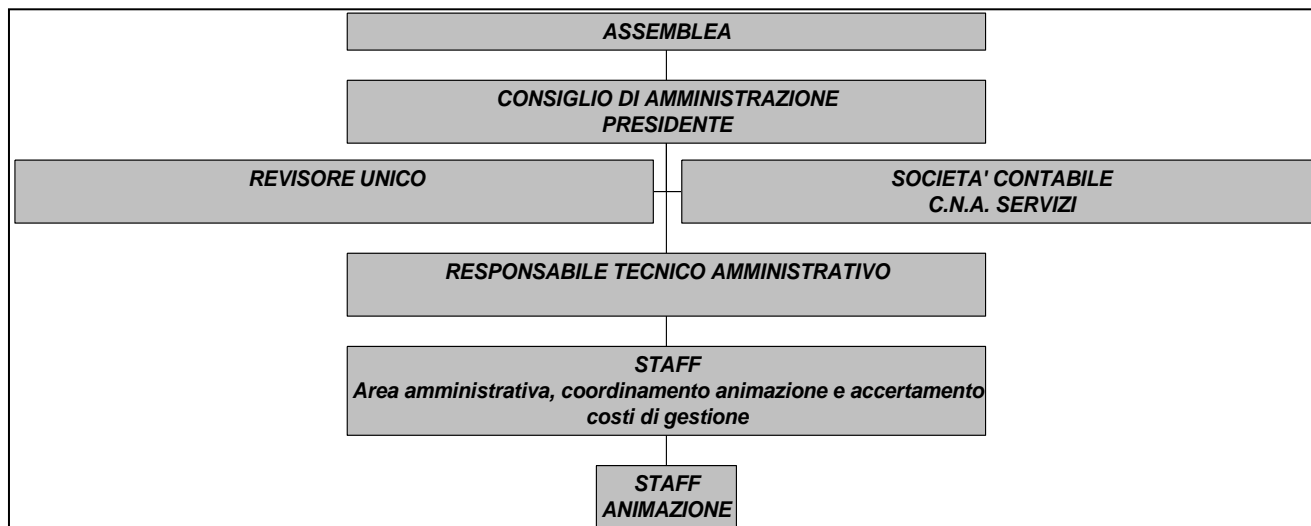 ASSEMBLEA
CONSIGLIO DI AMMINISTRAZIONE
PRESIDENTE
REVISORE UNICO
SOCIETA' CONTABILE
C.N.A. SERVIZI
RESPONSABILE TECNICO AMMINISTRATIVO
STAFF
Area amministrativa, coordinamento animazione e accertamento
costi di gestione
STAFF
ANIMAZIONE